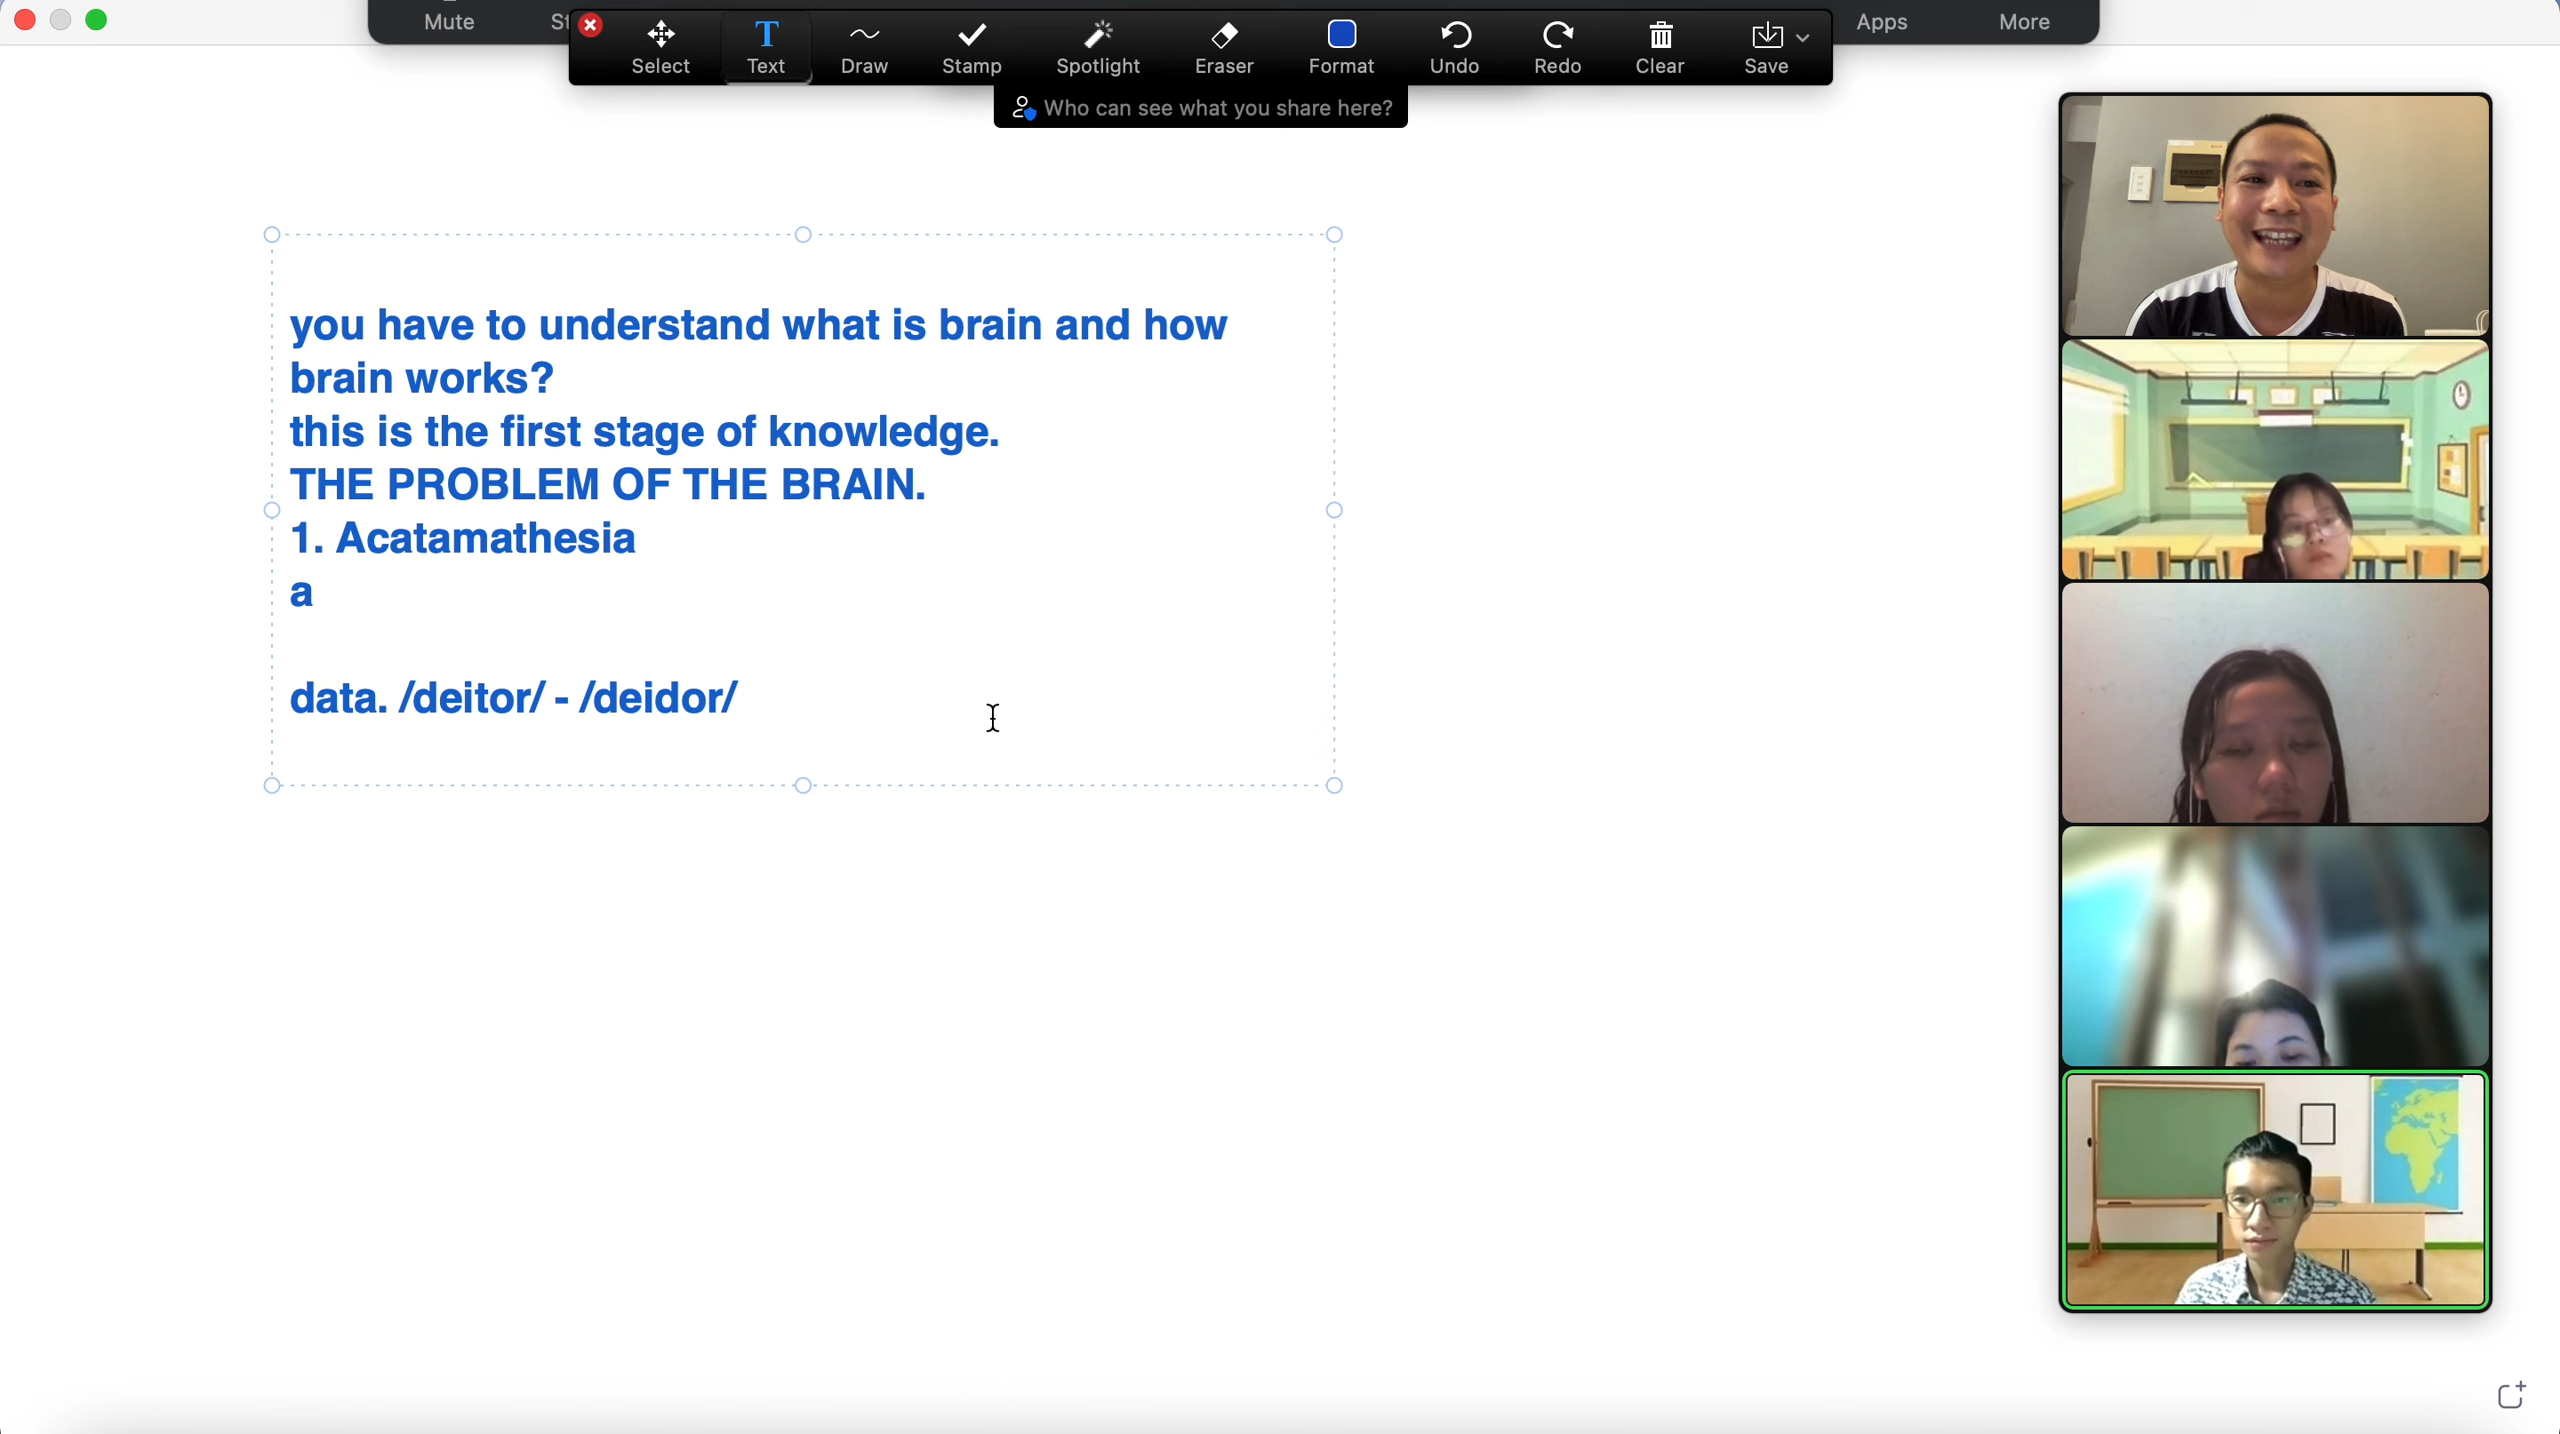 Mute
Select
Text
Draw
Stamp
Spotlight
Eraser
Format
Undo
Redo
Clear
Save
Apps
More
Who can see what you share here?
you have to understand what is brain and how
brain works?
this is the first stage of knowledge.
THE PROBLEM OF THE BRAIN.
1. Acatamathesia
a
data. /deitor/ - /deidor/